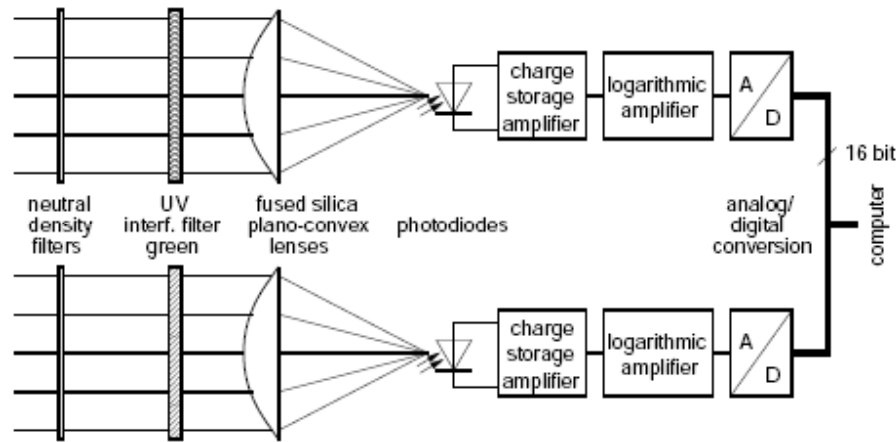 charge
storage
amplifier
logarithmic
amplifier
A
D
16 bit
neutral
density
filters
UV
interf. filter
green
fused silica
plano-convex
lenses
photodiodes
analog/
digital
conversion
computer
charge
storage
amplifier
logarithmic
amplifier
A
D